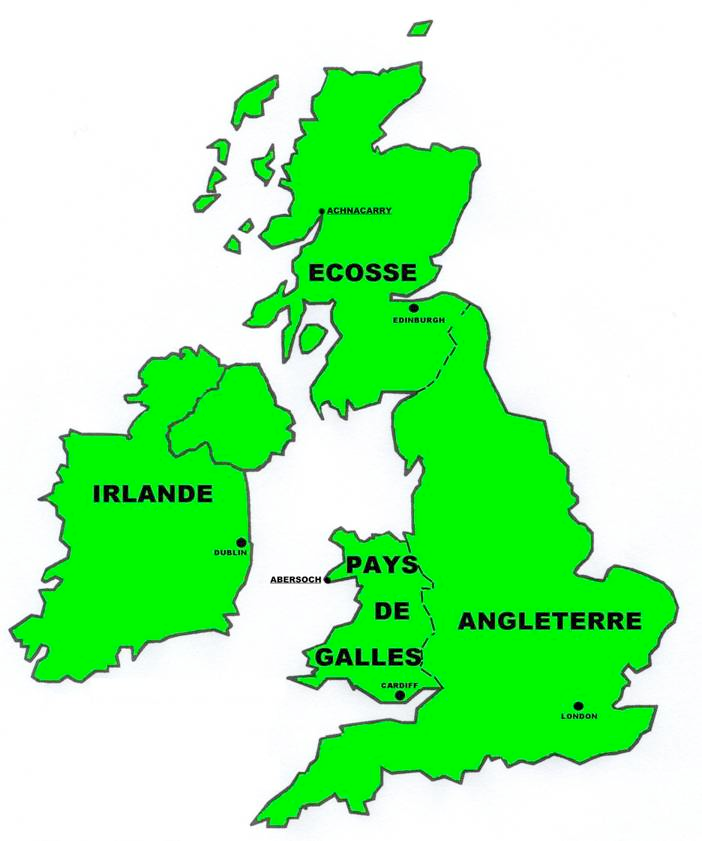 ACHNACARRY
ECOSSE
EDINBURGH
IRLANDE
DUBLIN
ABERSOCH
PAYS
DE
GALLES
CARDIFF
ANGLETERRE
LONDON